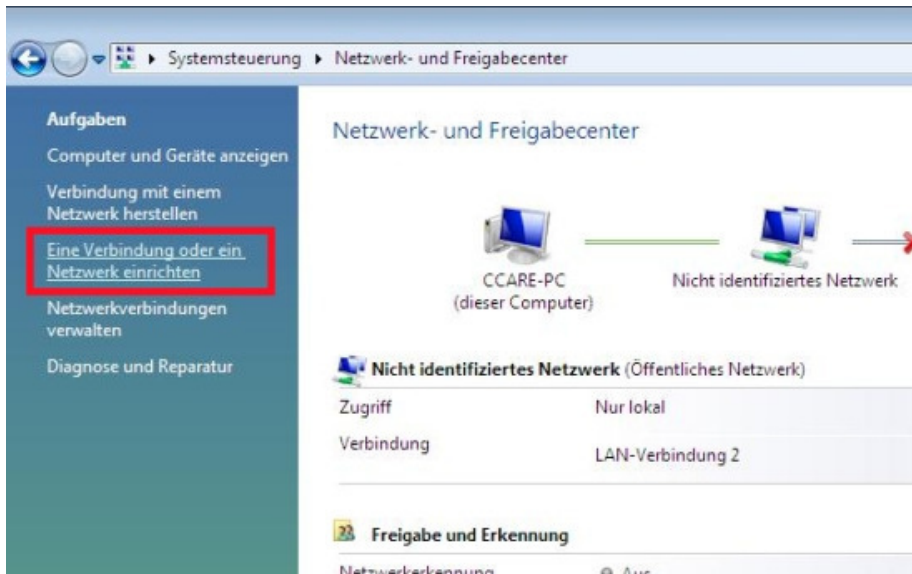 Systemsteuerung ▸ Netzwerk- und Freigabecenter
Aufgaben
Computer und Geräte anzeigen
Verbindung mit einem
Netzwerk herstellen
Eine Verbindung oder ein
Netzwerk einrichten
Netzwerkverbindungen
verwalten
Diagnose und Reparatur
Netzwerk- und Freigabecenter
CCARE-PC
(dieser Computer)
Nicht identifiziertes Netzwerk
Nicht identifiziertes Netzwerk (Öffentliches Netzwerk)
Zugriff Nur lokal
Verbindung LAN-Verbindung 2
Freigabe und Erkennung
Netzwerkerkennung Aus